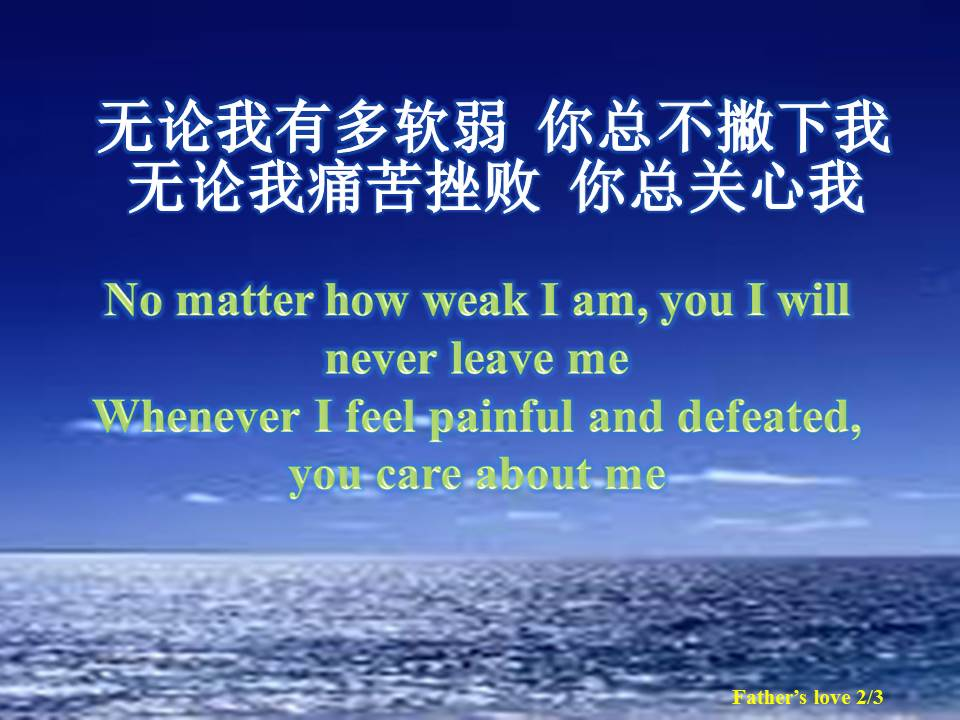 无论我有多软弱 你总不撇下我
无论我痛苦挫败 你总关心我
No matter how weak I am, you I will
never leave me
Whenever I feel painful and defeated,
you care about me
Father's love 2/3